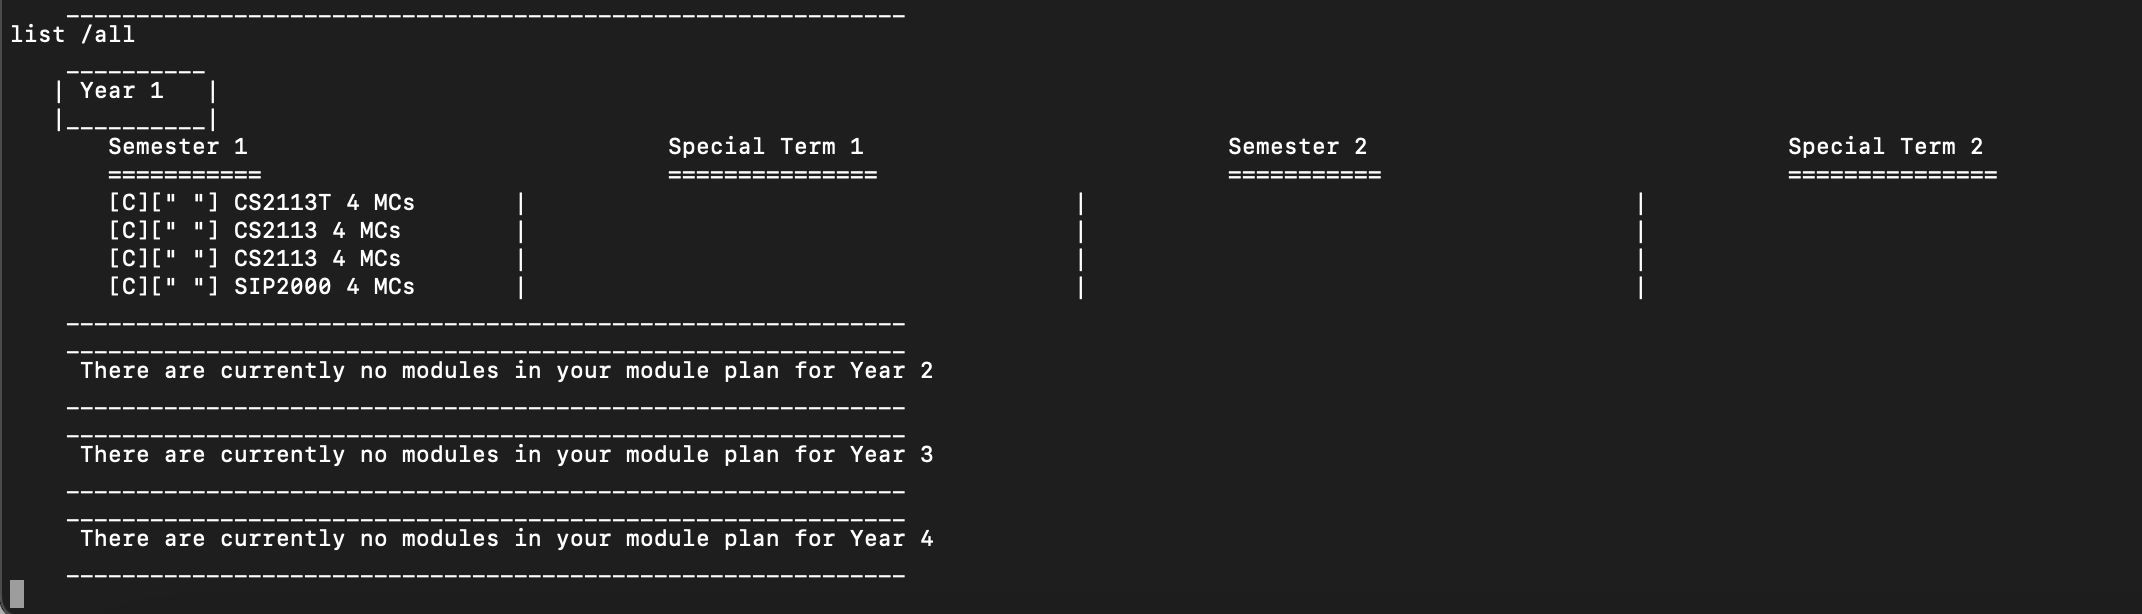 ____________________________________________________________
list /all
__________
| Year 1   |
|__________|
Semester 1 Special Term 1 Semester 2 Special Term 2
=========== =============== =========== ===============
[C][" "] CS2113T 4 MCs | | |
[C][" "] CS2113 4 MCs | | |
[C][" "] CS2113 4 MCs | | |
[C][" "] SIP2000 4 MCs | | |
____________________________________________________________
____________________________________________________________
There are currently no modules in your module plan for Year 2
____________________________________________________________
____________________________________________________________
There are currently no modules in your module plan for Year 3
____________________________________________________________
____________________________________________________________
There are currently no modules in your module plan for Year 4
____________________________________________________________